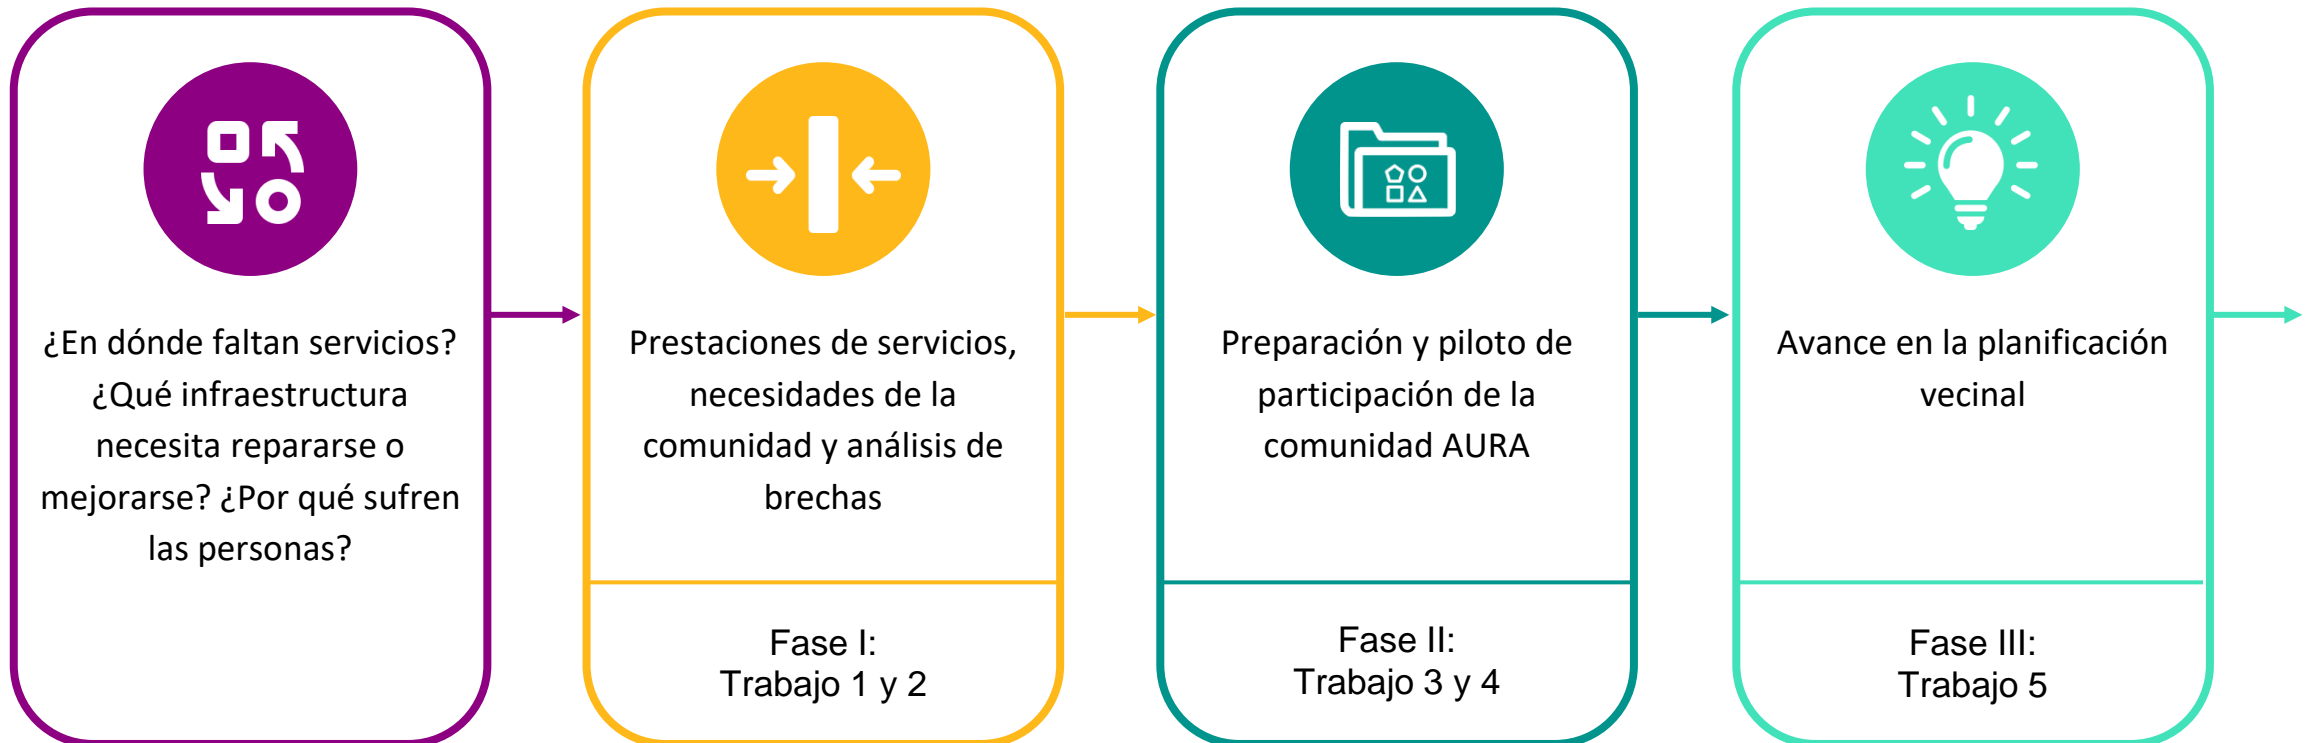 ¿En dónde faltan servicios?
¿Qué infraestructura
necesita repararse o
mejorarse? ¿Por qué sufren
las personas?
Prestaciones de servicios,
necesidades de la
comunidad y análisis de
brechas
Fase I:
Trabajo 1 y 2
Preparación y piloto de
participación de la
comunidad AURA
Fase II:
Trabajo 3 y 4
Avance en la planificación
vecinal
Fase III:
Trabajo 5